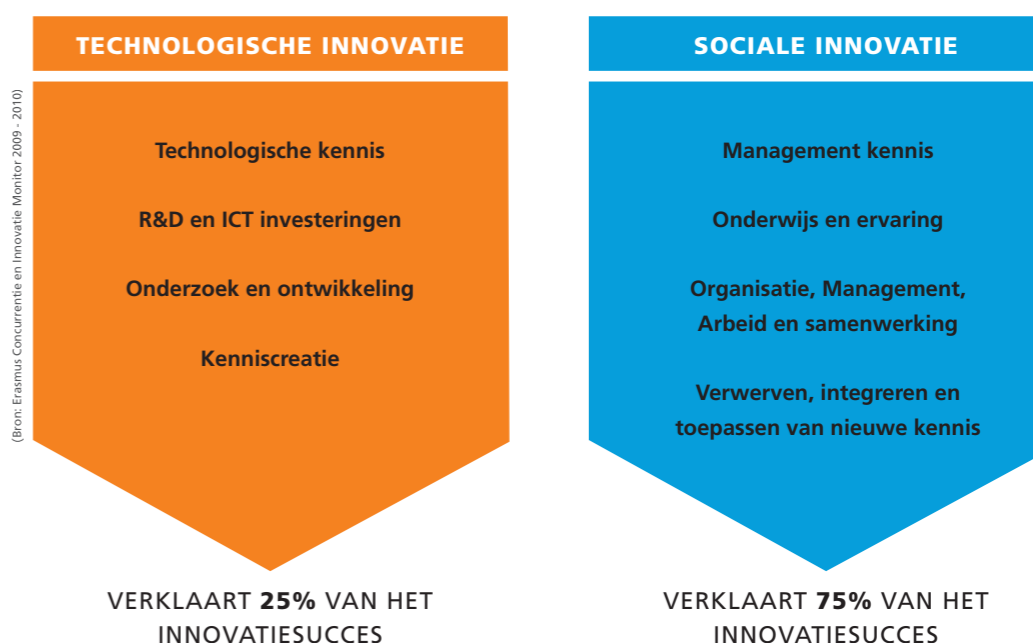 TECHNOLOGISCHE INNOVATIE
Technologische kennis
R&D en ICT investeringen
Onderzoek en ontwikkeling
Kenniscreatie
VERKLAART 25% VAN HET
INNOVATIESUCCES
SOCIALE INNOVATIE
Management kennis
Onderwijs en ervaring
Organisatie, Management,
Arbeid en samenwerking
Verwerven, integreren en
toepassen van nieuwe kennis
VERKLAART 75% VAN HET
INNOVATIESUCCES
(Bron: Erasmus Concurrentie en Innovatie Monitor 2009 - 2010)